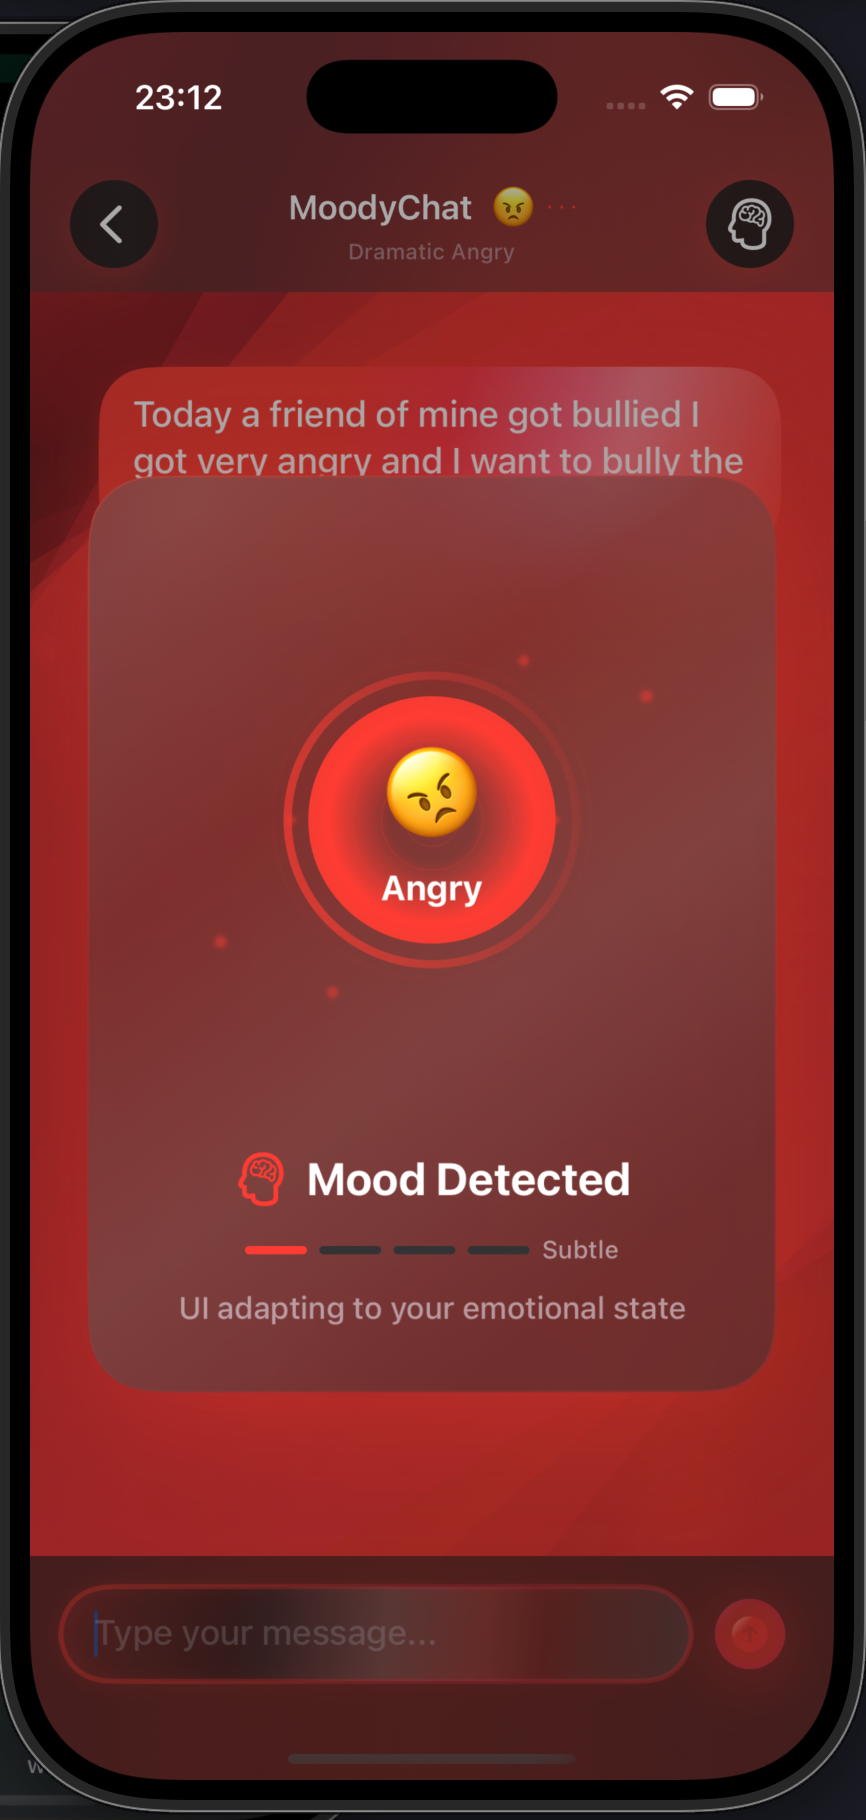 23:12
MoodyChat
Dramatic Angry
Today a friend of mine got bullied I
got very angry and I want to bully the
Angry
Mood Detected
Subtle
UI adapting to your emotional state
Type your message...